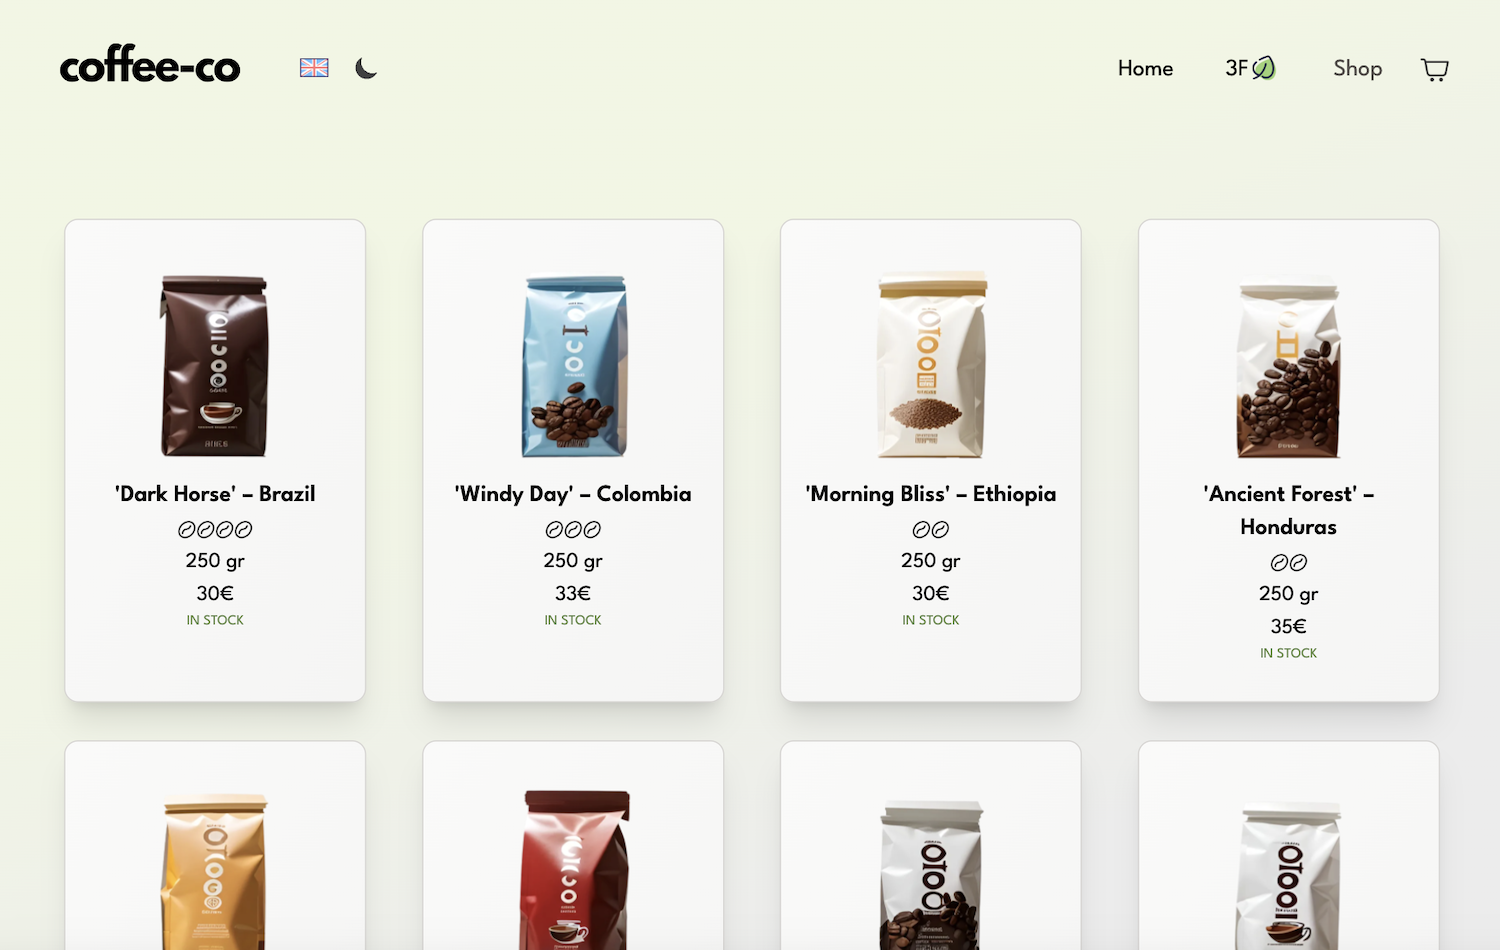 coffee-co
Home
3F
Shop
'Dark Horse' – Brazil
250 gr
30€
IN STOCK
'Windy Day' – Colombia
250 gr
33€
IN STOCK
'Morning Bliss' – Ethiopia
250 gr
30€
IN STOCK
'Ancient Forest' –
Honduras
250 gr
35€
IN STOCK